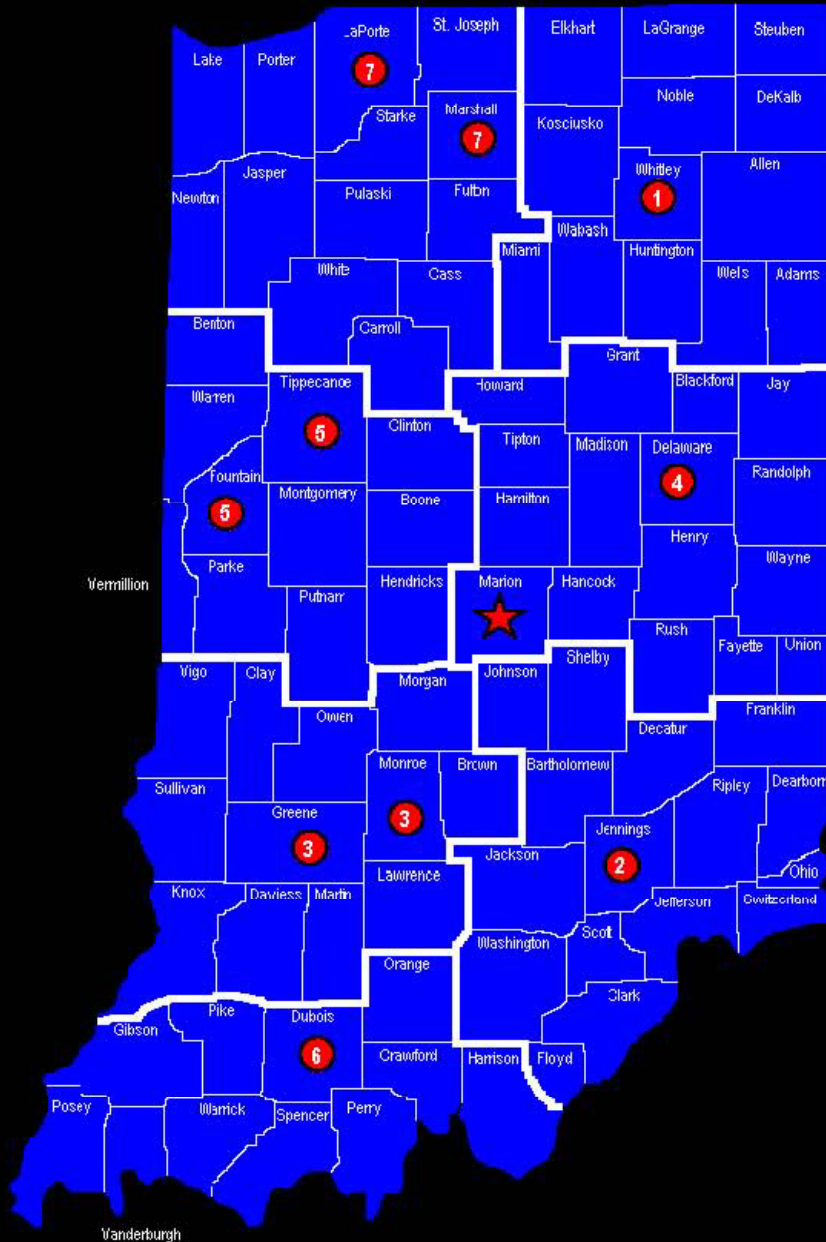 LaPorte
St. Joseph
Elkhart
LaGrange
Steuben
Lake
Porter
7
Noble
DeKalb
Starke
Marshall
Kosciusko
7
Allen
Jasper
Whitley
Newton
Pulaski
Fulton
1
Wabash
Miami
Huntington
White
Cass
Wells
Adams
Benton
Carroll
Grant
Tippecanoe
Howard
Blackford
Jay
Warren
5
Clinton
Tipton
Madison
Delaware
Fountain
4
Randolph
Montgomery
Boone
Hamilton
5
Henry
Wayne
Parke
Vermillion
Putnam
Hendricks
Marion
Hancock
Rush
Fayette
Union
Vigo
Clay
Morgan
Johnson
Shelby
Owen
Franklin
Decatur
Monroe
Brown
Bartholomew
Sullivan
Ripley
Dearborn
Greene
3
3
Jennings
Jackson
2
Lawrence
Ohio
Knox
Daviess
Martin
Jefferson
Switzerland
Scott
Washington
Orange
Clark
Pike
Dubois
Gibson
6
Crawford
Harrison
Floyd
Posey
Warrick
Spencer
Perry
Vanderburgh